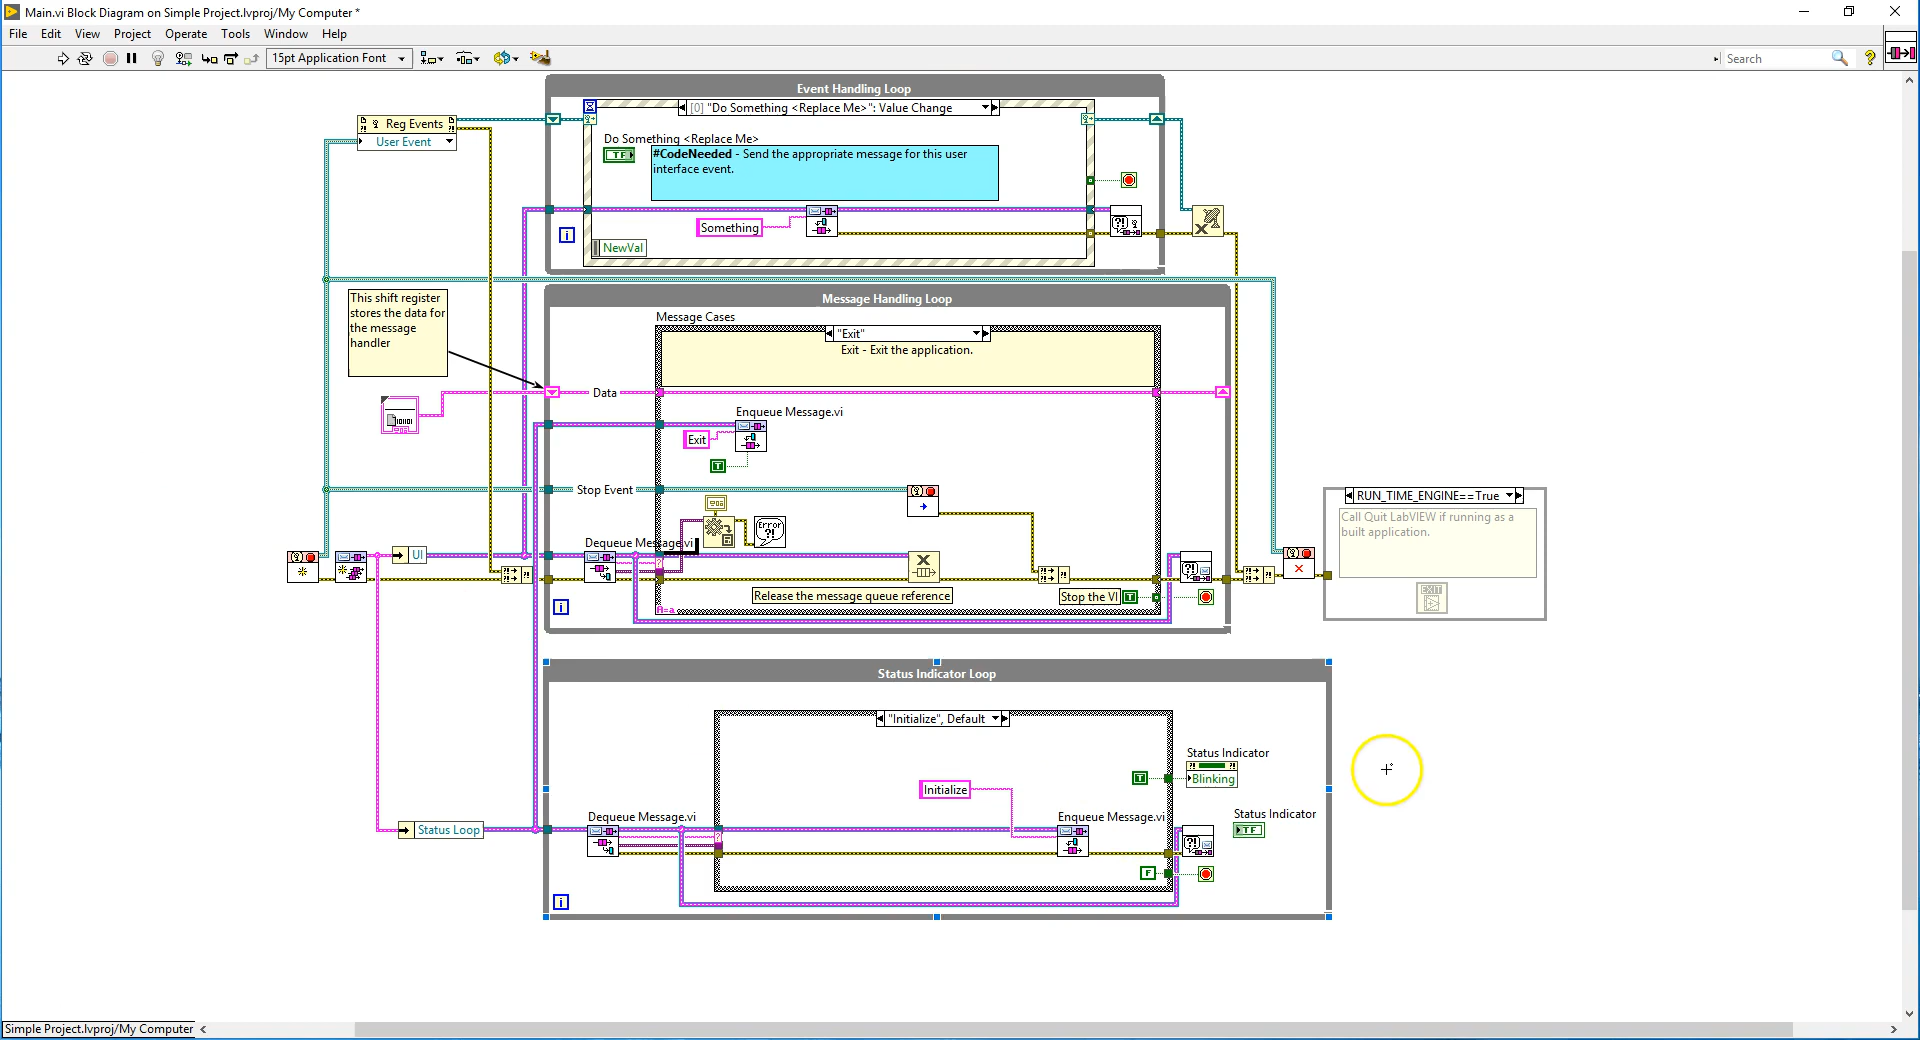 Main.vi Block Diagram on Simple Project.lvproj/My Computer *
File Edit View Project Operate Tools Window Help
15pt Application Font
Search
?
Event Handling Loop
[0] "Do Something <Replace Me>": Value Change
Reg Events
User Event
Do Something <Replace Me>
TF
#CodeNeeded - Send the appropriate message for this user
interface event.
Something
i
NewVal
Message Handling Loop
This shift register
stores the data for
the message
handler
Message Cases
"Exit"
Exit - Exit the application.
Data
Enqueue Message.vi
Exit
T
Stop Event
Error
?!
Dequeue Message.vi
UI
Release the message queue reference
Stop the VI
T
i
A=a
RUN_TIME_ENGINE==True
Call Quit LabVIEW if running as a
built application.
EXIT
Status Indicator Loop
"Initialize", Default
Status Indicator
T
Blinking
Initialize
Dequeue Message.vi
Enqueue Message.vi
Status Indicator
TF
Status Loop
F
i
Simple Project.lvproj/My Computer